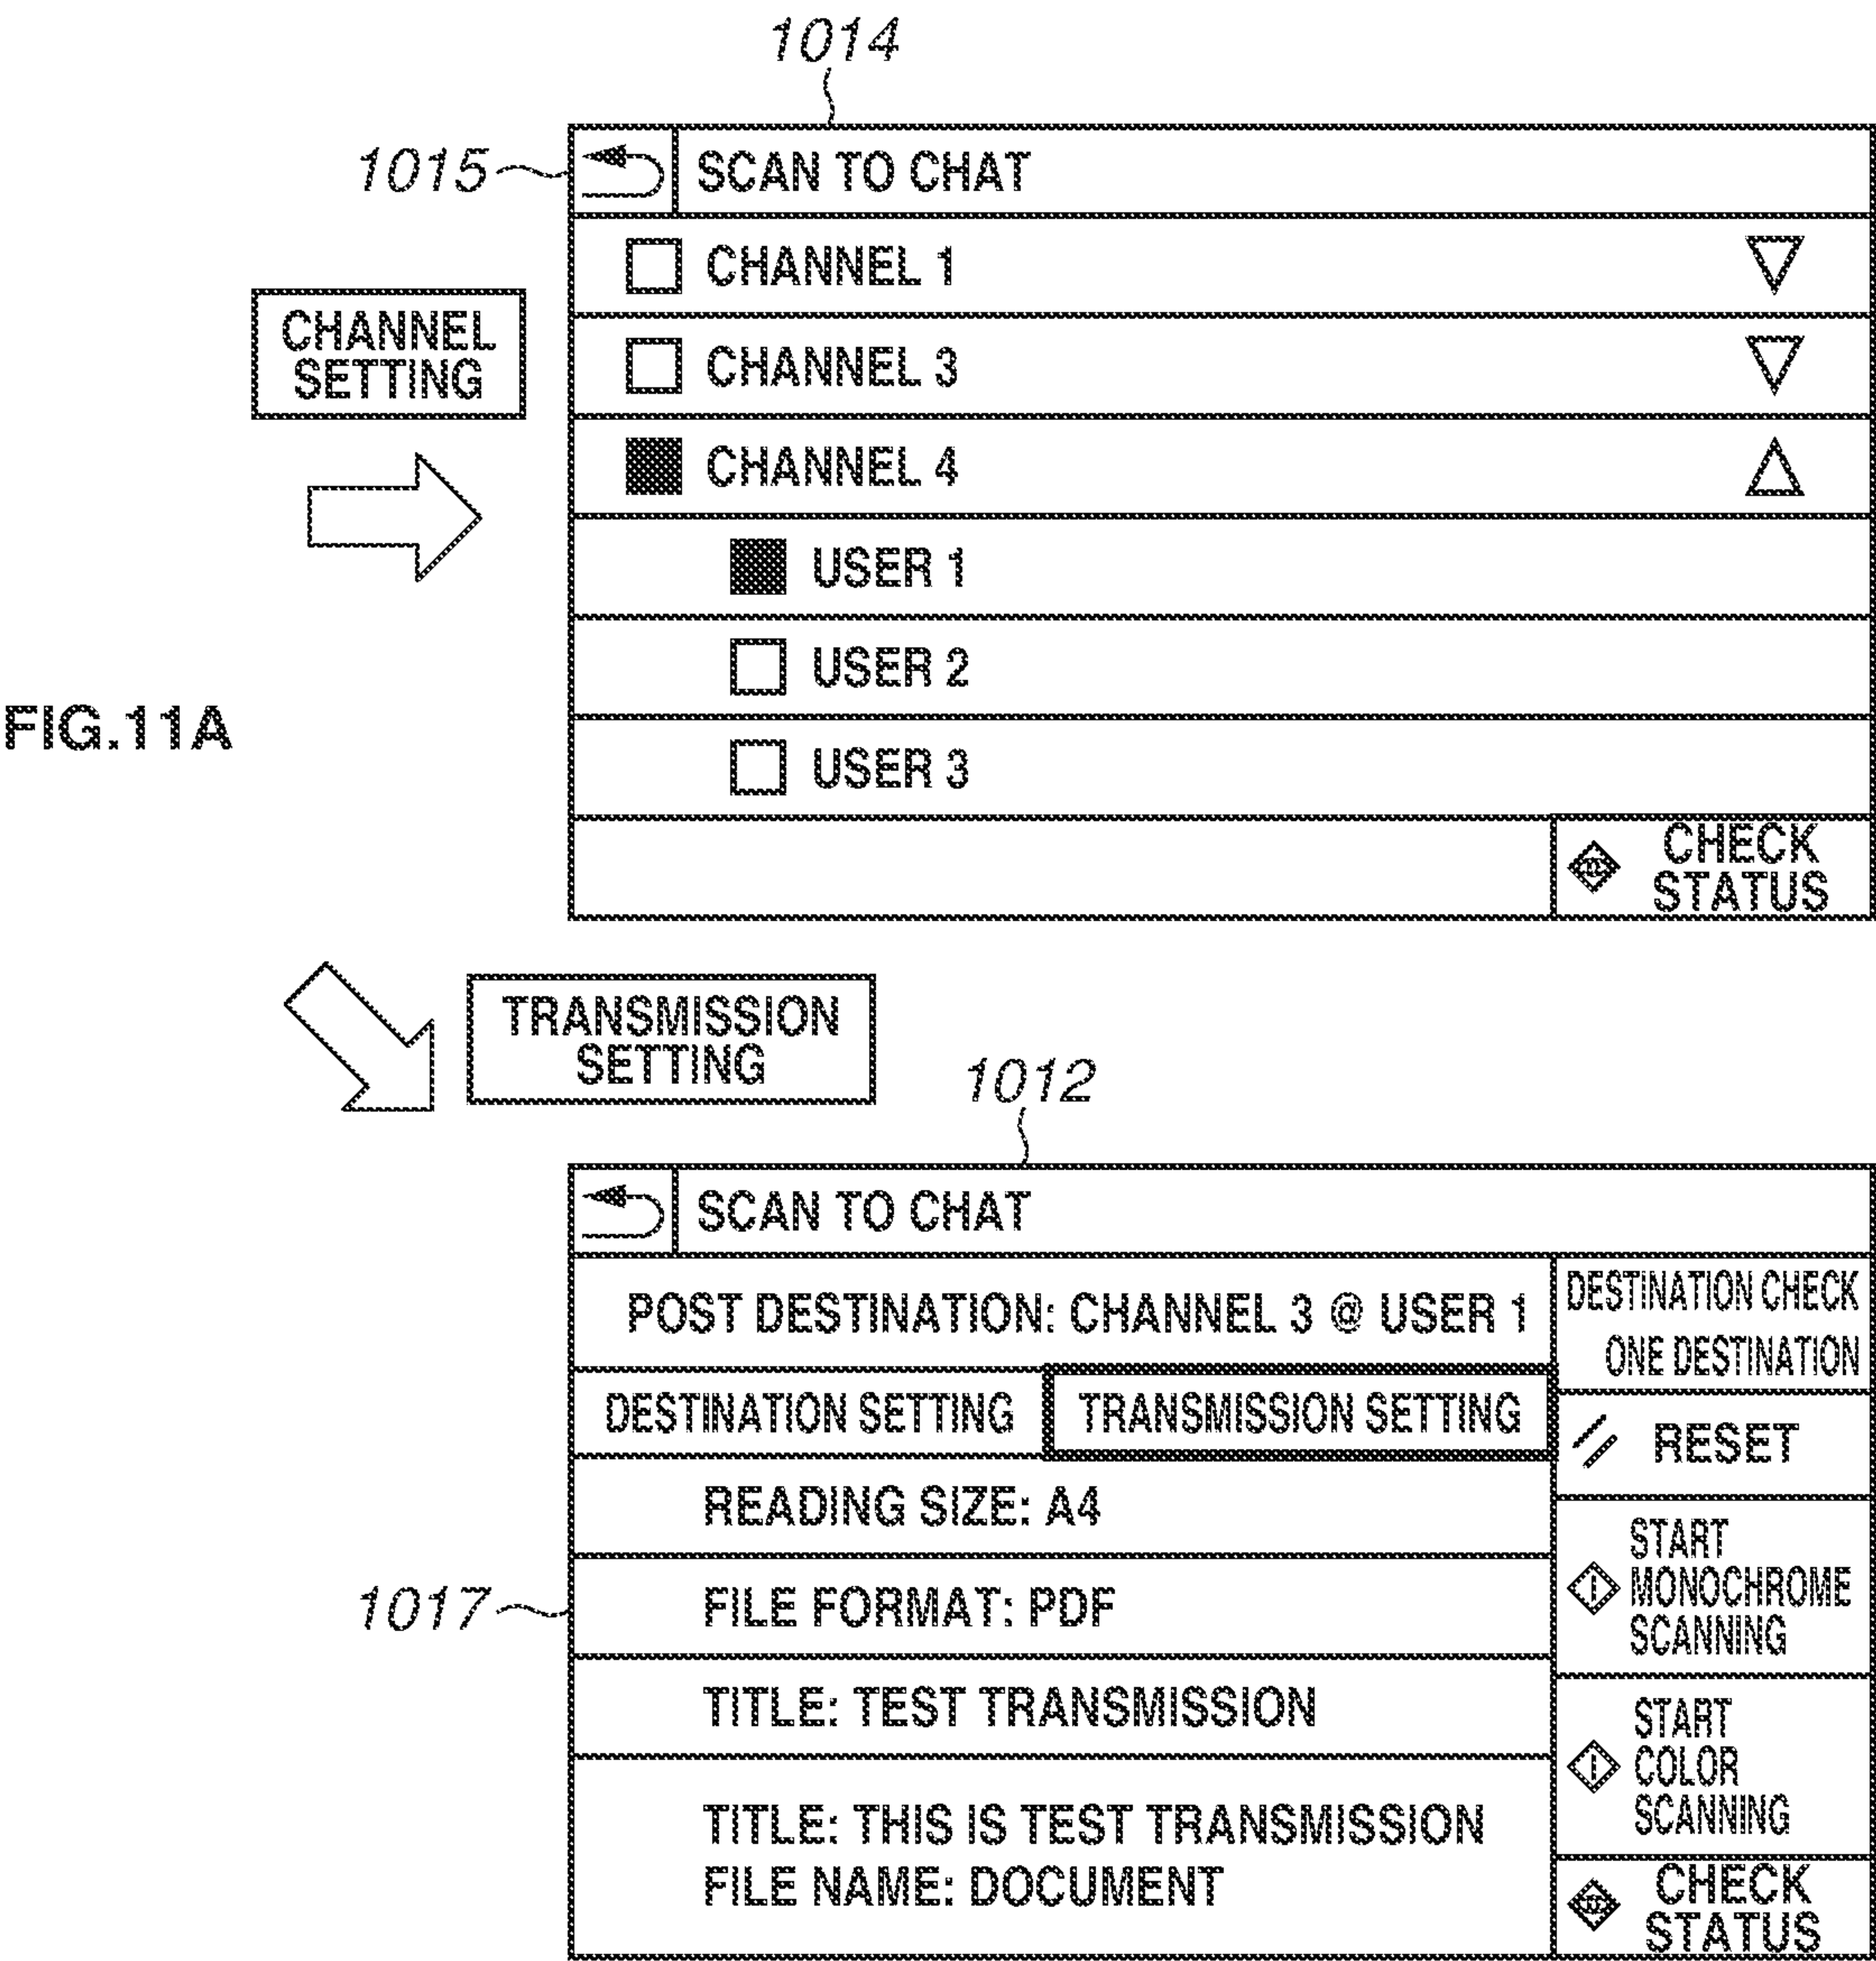 1014
1015
SCAN TO CHAT
CHANNEL 1
CHANNEL
SETTING
CHANNEL 3
CHANNEL 4
USER 1
USER 2
FIG.11A
USER 3
CHECK
STATUS
TRANSMISSION
SETTING
1012
SCAN TO CHAT
POST DESTINATION: CHANNEL 3 @ USER 1
DESTINATION CHECK
ONE DESTINATION
DESTINATION SETTING
TRANSMISSION SETTING
RESET
READING SIZE: A4
START
MONOCHROME
SCANNING
1017
FILE FORMAT: PDF
TITLE: TEST TRANSMISSION
START
COLOR
SCANNING
TITLE: THIS IS TEST TRANSMISSION
FILE NAME: DOCUMENT
CHECK
STATUS